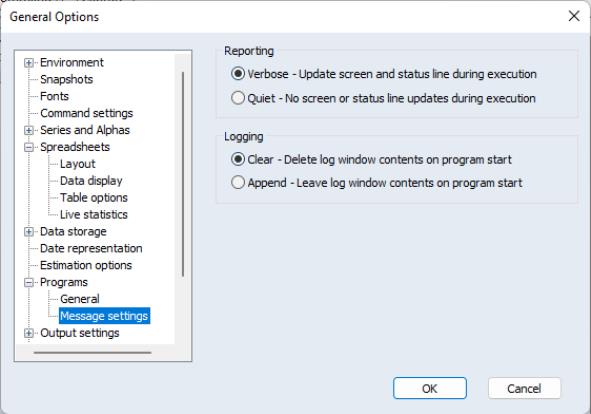 General Options
Environment
Snapshots
Fonts
Command settings
Series and Alphas
Spreadsheets
Layout
Data display
Table options
Live statistics
Data storage
Date representation
Estimation options
Programs
General
Message settings
Output settings
Reporting
Verbose - Update screen and status line during execution
Quiet - No screen or status line updates during execution
Logging
Clear - Delete log window contents on program start
Append - Leave log window contents on program start
OK
Cancel